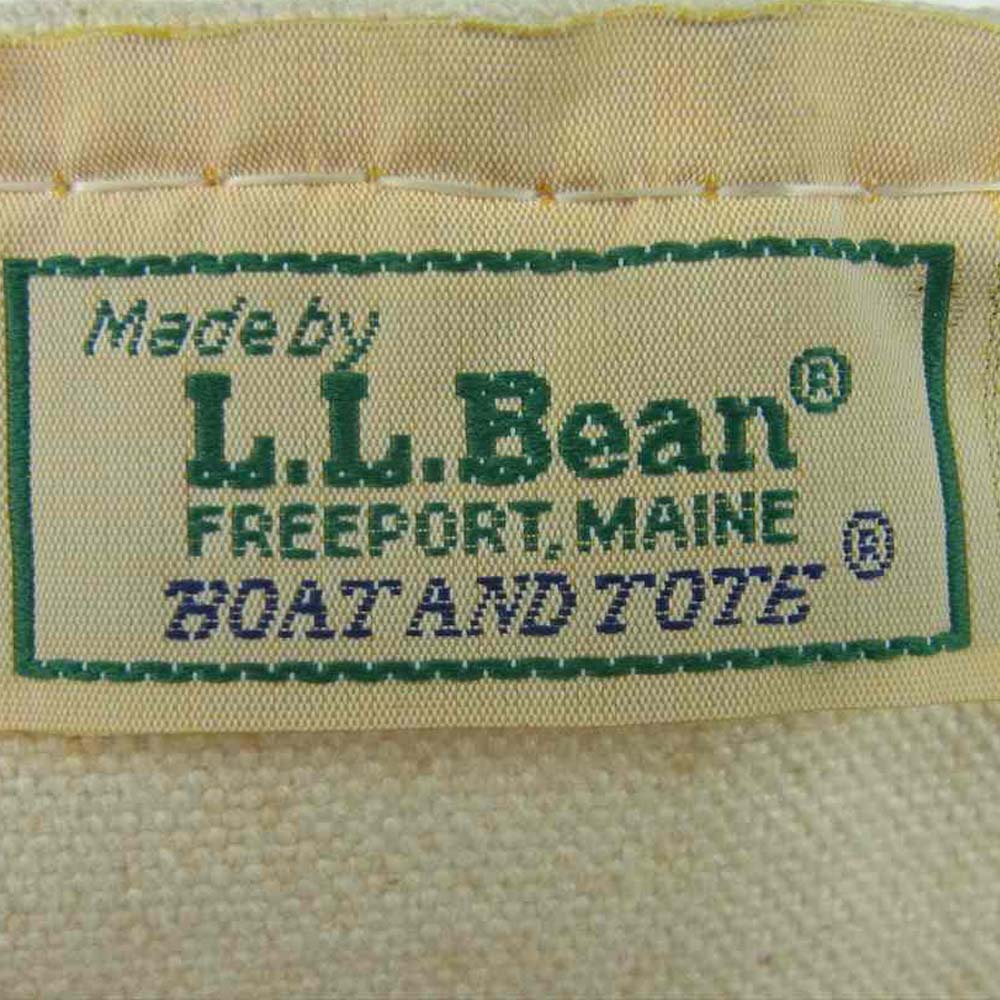 Made by
L.L.Bean®
FREEPORT, MAINE
BOAT AND TOTE ®